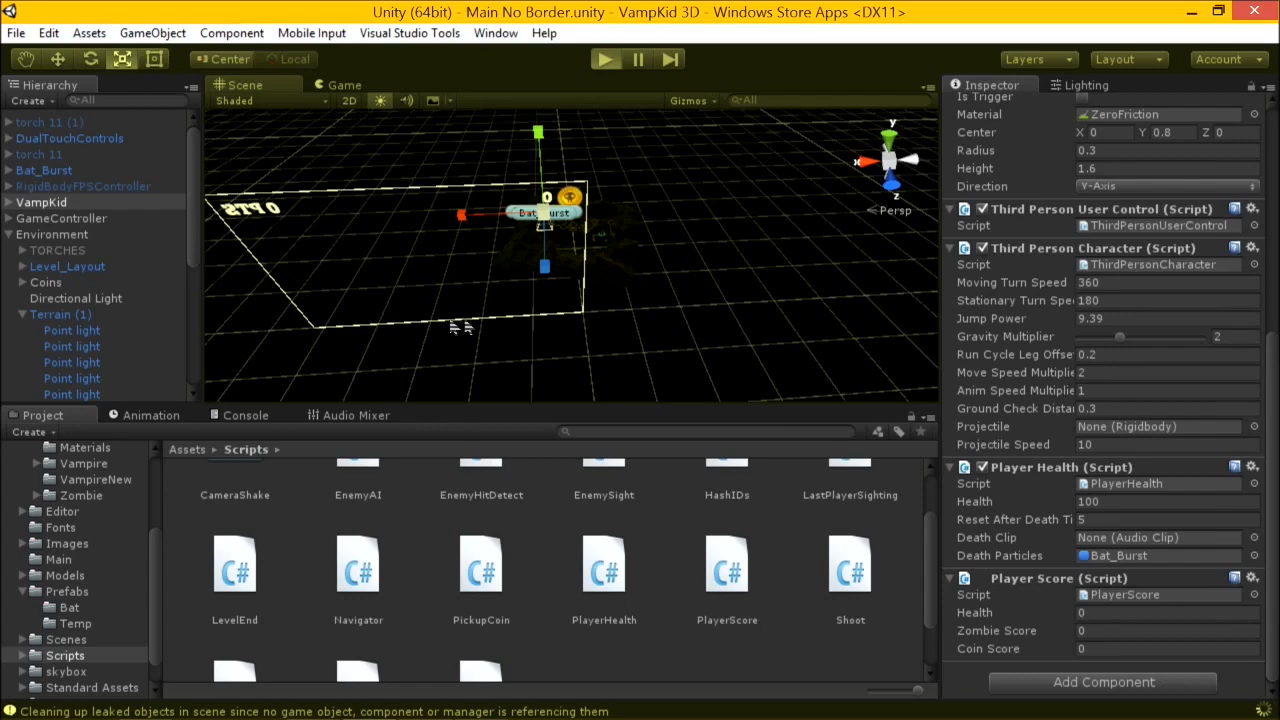 Unity (64bit) - Main No Border.unity - VampKid 3D - Windows Store Apps <DX11>
File Edit Assets GameObject Component Mobile Input Visual Studio Tools Window Help
Center Local Layers Layout Account
Hierarchy
Create All
torch 11 (1)
DualTouchControls
torch 11
Bat_Burst
RigidBodyFPSController
VampKid
GameController
Environment
TORCHES
Level_Layout
Coins
Directional Light
Terrain (1)
Point light
Point light
Point light
Point light
Point light
Scene Game
Shaded 2D Gizmos All
y
x
z
Persp
0 PTS
0
Bat_Burst
Inspector Lighting
Is Trigger
Material ZeroFriction
Center X 0 Y 0.8 Z 0
Radius 0.3
Height 1.6
Direction Y-Axis
Third Person User Control (Script)
Script ThirdPersonUserControl
Third Person Character (Script)
Script ThirdPersonCharacter
Moving Turn Speed 360
Stationary Turn Spe 180
Jump Power 9.39
Gravity Multiplier 2
Run Cycle Leg Offse 0.2
Move Speed Multiplie 2
Anim Speed Multiplie 1
Ground Check Distan 0.3
Projectile None (Rigidbody)
Projectile Speed 10
Player Health (Script)
Script PlayerHealth
Health 100
Reset After Death Ti 5
Death Clip None (Audio Clip)
Death Particles Bat_Burst
Player Score (Script)
Script PlayerScore
Health 0
Zombie Score 0
Coin Score 0
Add Component
Project Animation Console Audio Mixer
Create
Materials
Vampire
VampireNew
Zombie
Editor
Fonts
Images
Main
Models
Prefabs
Bat
Temp
Scenes
Scripts
skybox
Standard Assets
Assets Scripts
CameraShake EnemyAI EnemyHitDetect EnemySight HashIDs LastPlayerSighting
C# C# C# C# C# C#
LevelEnd Navigator PickupCoin PlayerHealth PlayerScore Shoot
Cleaning up leaked objects in scene since no game object, component or manager is referencing them